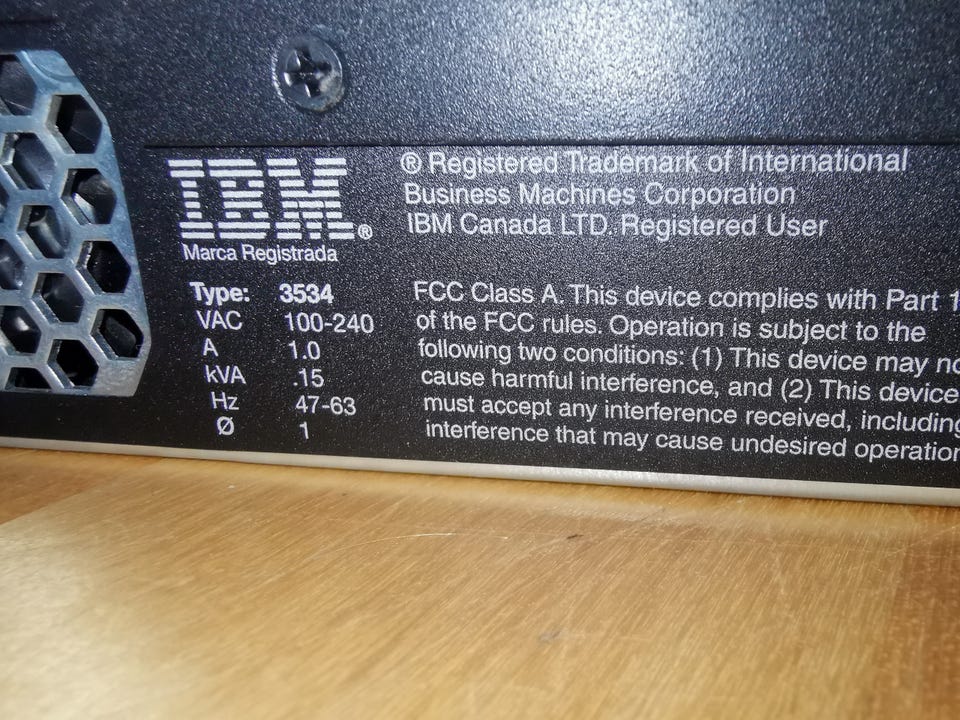 IBM®
Marca Registrada
® Registered Trademark of International
Business Machines Corporation
IBM Canada LTD. Registered User
Type: 3534
VAC 100-240
A 1.0
kVA .15
Hz 47-63
Ø 1
FCC Class A. This device complies with Part
of the FCC rules. Operation is subject to the
following two conditions: (1) This device may
cause harmful interference, and (2) This device
must accept any interference received, including
interference that may cause undesired operation